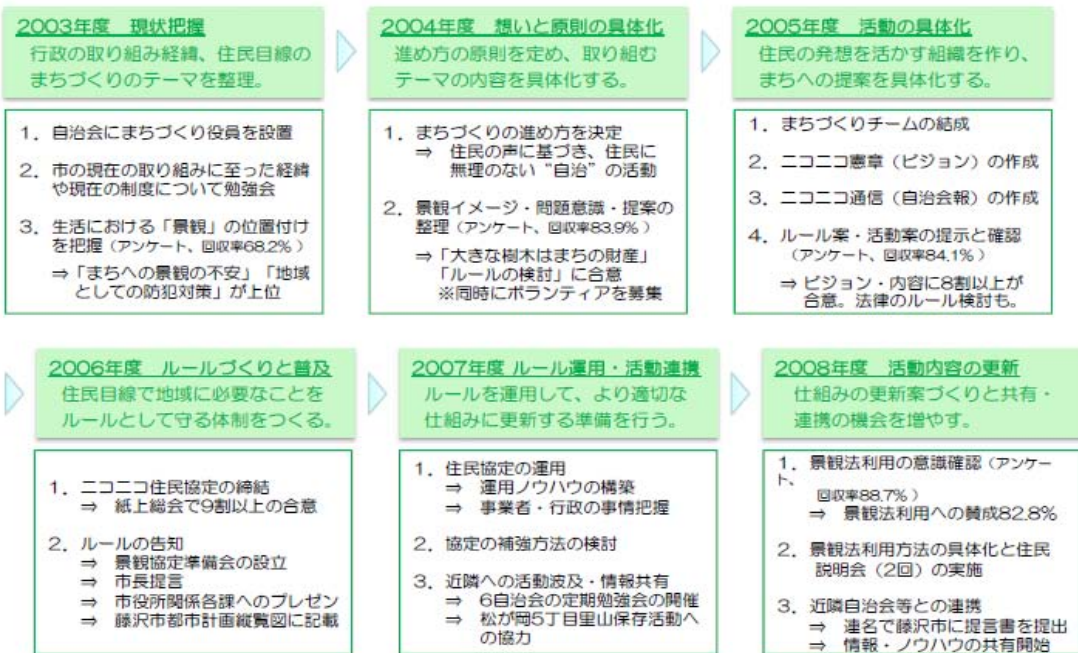 2003年度　現状把握
行政の取り組み経緯、住民目線の
まちづくりのテーマを整理。
1．自治会にまちづくり役員を設置
2．市の現在の取り組みに至った経緯
や現在の制度について勉強会
3．生活における「景観」の位置付け
を把握（アンケート、回収率68.2%）
⇒「まちへの景観の不安」「地域
としての防犯対策」が上位
2004年度　想いと原則の具体化
進め方の原則を定め、取り組む
テーマの内容を具体化する。
1．まちづくりの進め方を決定
⇒　住民の声に基づき、住民に
無理のない“自治”の活動
2．景観イメージ・問題意識・提案の
整理（アンケート、回収率83.9%）
⇒「大きな樹木はまちの財産」
「ルールの検討」に合意
※同時にボランティアを募集
2005年度　活動の具体化
住民の発想を活かす組織を作り、
まちへの提案を具体化する。
1．まちづくりチームの結成
2．ニコニコ憲章（ビジョン）の作成
3．ニコニコ通信（自治会報）の作成
4．ルール案・活動案の提示と確認
（アンケート、回収率84.1%）
⇒ ビジョン・内容に8割以上が
合意。法律のルール検討も。
2006年度　ルールづくりと普及
住民目線で地域に必要なことを
ルールとして守る体制をつくる。
1．ニコニコ住民協定の締結
⇒　紙上総会で9割以上の合意
2．ルールの告知
⇒　景観協定準備会の設立
⇒　市長提言
⇒　市役所関係各課へのプレゼン
⇒　藤沢市都市計画縦覧図に記載
2007年度 ルール運用・活動連携
ルールを運用して、より適切な
仕組みに更新する準備を行う。
1．住民協定の運用
⇒　運用ノウハウの構築
⇒　事業者・行政の事情把握
2．協定の補強方法の検討
3．近隣への活動波及・情報共有
⇒　6自治会の定期勉強会の開催
⇒　松が岡5丁目里山保存活動へ
の協力
2008年度　活動内容の更新
仕組みの更新案づくりと共有・
連携の機会を増やす。
1．景観法利用の意識確認（アンケー
ト、
回収率88.7%）
⇒　景観法利用への賛成82.8%
2．景観法利用方法の具体化と住民
説明会（2回）の実施
3．近隣自治会等との連携
⇒　連名で藤沢市に提言書を提出
⇒　情報・ノウハウの共有開始